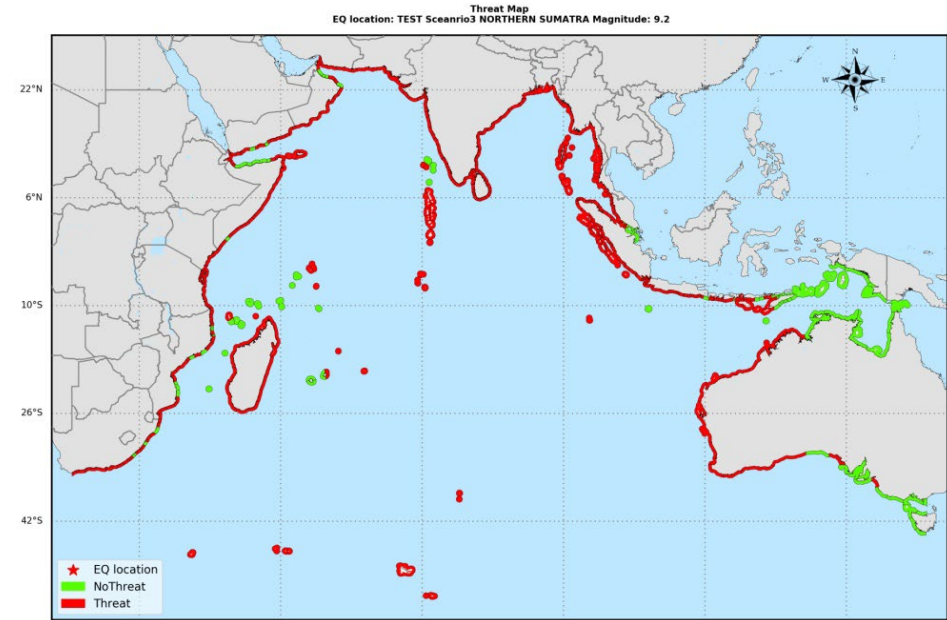 Threat Map
EQ location: TEST Sceanrio3 NORTHERN SUMATRA Magnitude: 9.2
N
W E
S
22°N
6°N
10°S
26°S
42°S
EQ location
NoThreat
Threat